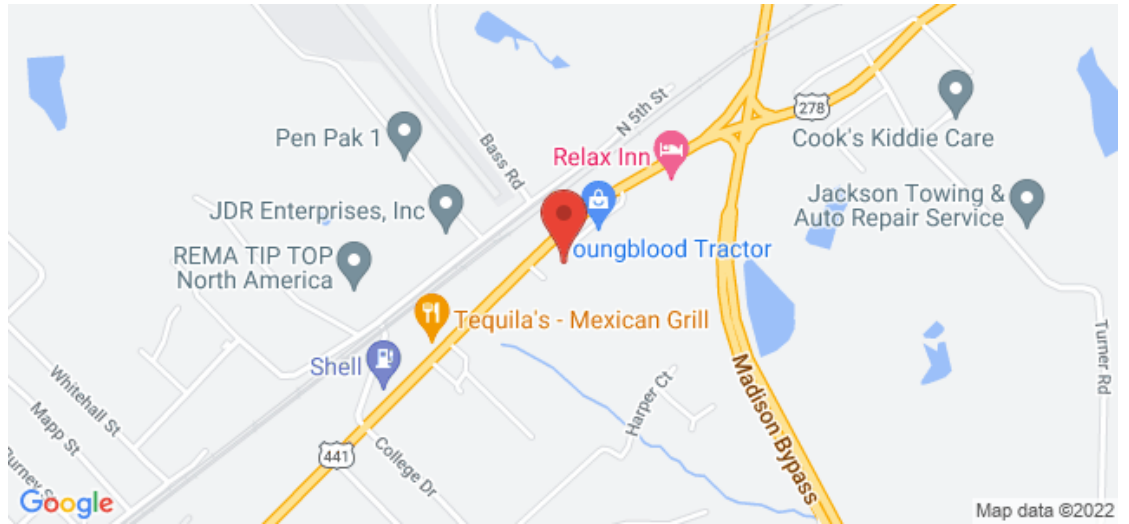 N 5th St
278
Pen Pak 1
Bass Rd
Relax Inn
Cook's Kiddie Care
JDR Enterprises, Inc
Jackson Towing &
Auto Repair Service
REMA TIP TOP
North America
oungblood Tractor
Tequila's - Mexican Grill
Shell
Turner Rd
Whitehall St
Harper Ct
Madison Bypass
Mapp St
441
College Dr
Burney S
Google
Map data ©2022